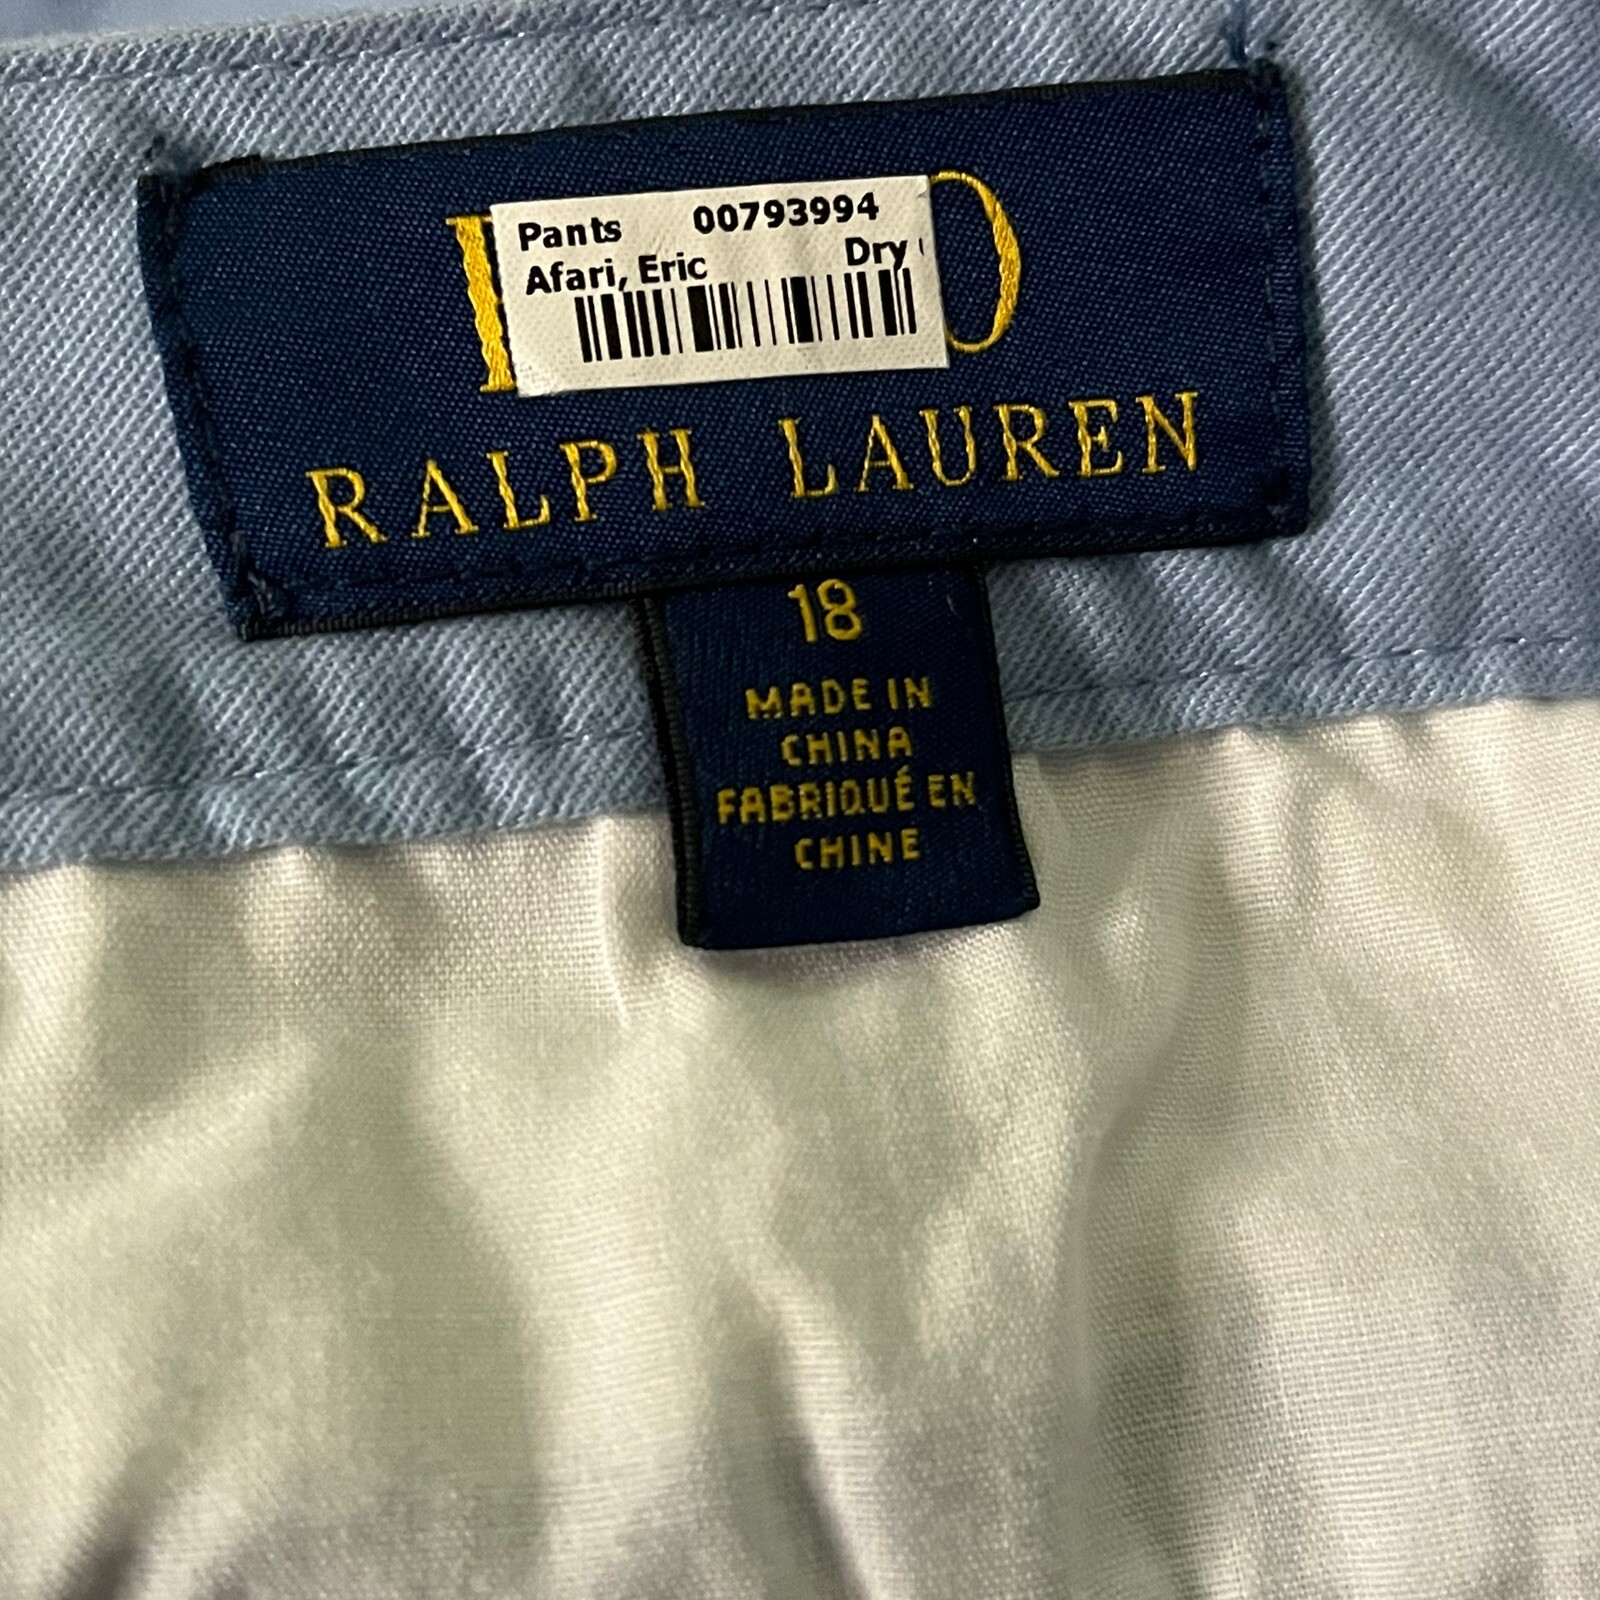 Pants 00793994
Afari, Eric Dry
RALPH LAUREN
18
MADE IN
CHINA
FABRIQUÉ EN
CHINE